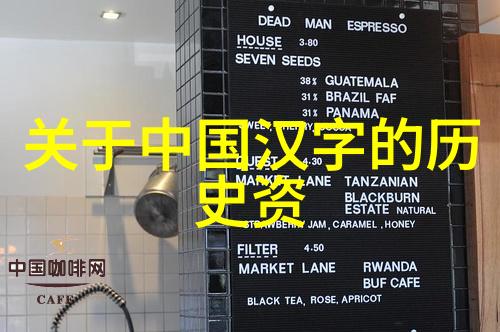 DEAD MAN ESPRESSO
HOUSE 3·80
SEVEN SEEDS
38% GUATEMALA
31% BRAZIL FAF
31% PANAMA
关于中国汉字的历
史资
4·30
MARKET LANE TANZANIAN
BLACKBURN
ESTATE NATURAL
STRAWBERRY JAM, CARAMEL, HONEY
FILTER 4·50
MARKET LANE RWANDA
BUF CAFE
BLACK TEA, ROSE, APRICOT
中国咖啡网
CAFE